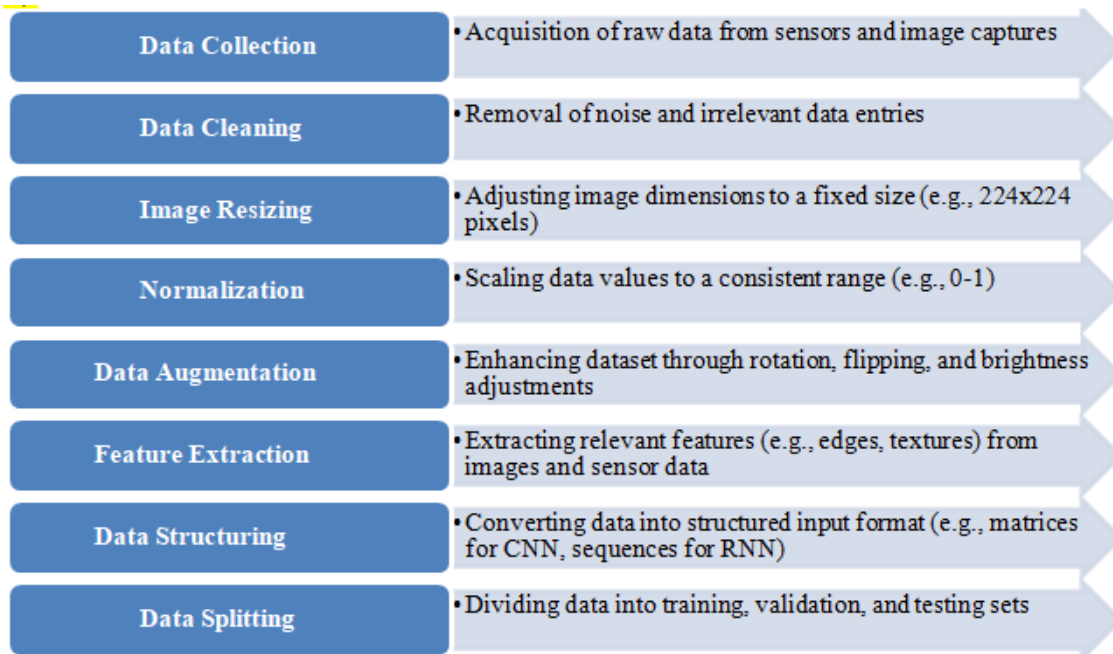 Data Collection
•Acquisition of raw data from sensors and image captures
Data Cleaning
•Removal of noise and irrelevant data entries
Image Resizing
•Adjusting image dimensions to a fixed size (e.g., 224x224
pixels)
Normalization
•Scaling data values to a consistent range (e.g., 0-1)
Data Augmentation
•Enhancing dataset through rotation, flipping, and brightness
adjustments
Feature Extraction
•Extracting relevant features (e.g., edges, textures) from
images and sensor data
Data Structuring
•Converting data into structured input format (e.g., matrices
for CNN, sequences for RNN)
Data Splitting
•Dividing data into training, validation, and testing sets